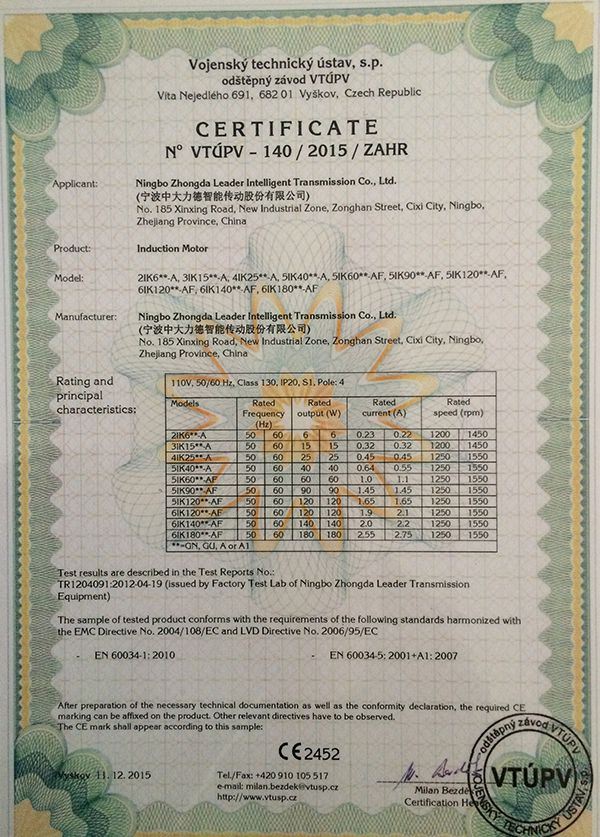 Vojenský technický ústav, s.p.
odštěpný závod VTÚPV
Víta Nejedlého 691, 682 01 Vyškov, Czech Republic
CERTIFICATE
Nº VTÚPV - 140 / 2015 / ZAHR
Applicant: Ningbo Zhongda Leader Intelligent Transmission Co., Ltd.
(宁波中大力德智能传动股份有限公司)
No. 185 Xinxing Road, New Industrial Zone, Zonghan Street, Cixi City, Ningbo,
Zhejiang Province, China
Product: Induction Motor
Model: 2IK6**-A, 3IK15**-A, 4IK25**-A, 5IK40**-A, 5IK60**-AF, 5IK90**-AF, 5IK120**-AF,
6IK120**-AF, 6IK140**-AF, 6IK180**-AF
Manufacturer: Ningbo Zhongda Leader Intelligent Transmission Co., Ltd.
(宁波中大力德智能传动股份有限公司)
No. 185 Xinxing Road, New Industrial Zone, Zonghan Street, Cixi City, Ningbo,
Zhejiang Province, China
Rating and
principal
characteristics:
110V, 50/60 Hz, Class 130, IP20, S1, Pole: 4
Models Rated Frequency (Hz) Rated output (W) Rated current (A) Rated speed (rpm)
2IK6**-A 50 60 6 6 0.23 0.22 1200 1450
3IK15**-A 50 60 15 15 0.32 0.32 1200 1450
4IK25**-A 50 60 25 25 0.45 0.45 1250 1550
5IK40**-A 50 60 40 40 0.64 0.55 1250 1550
5IK60**-AF 50 60 60 60 1.0 1.1 1250 1550
5IK90**-AF 50 60 90 90 1.45 1.45 1250 1550
5IK120**-AF 50 60 120 120 1.65 1.65 1250 1550
6IK120**-AF 50 60 120 120 1.9 2.1 1250 1550
6IK140**-AF 50 60 140 140 2.0 2.2 1250 1550
6IK180**-AF 50 60 180 180 2.55 2.75 1250 1550
**=GN, GU, A or A1
Test results are described in the Test Reports No.:
TR1204091:2012-04-19 (issued by Factory Test Lab of Ningbo Zhongda Leader Transmission
Equipment)
The sample of tested product conforms with the requirements of the following standards harmonized with
the EMC Directive No. 2004/108/EC and LVD Directive No. 2006/95/EC
- EN 60034-1: 2010 - EN 60034-5: 2001+A1: 2007
After preparation of the necessary technical documentation as well as the conformity declaration, the required CE
marking can be affixed on the product. Other relevant directives have to be observed.
The CE mark shall appear according to this sample:
CE 2452
Vyškov 11. 12. 2015
Tel./Fax: +420 910 105 517
e-mail: milan.bezdek@vtusp.cz
http://www.vtusp.cz
Milan Bezdě
Certification He
odštěpný závod VTÚPV
VTÚPV
VOJENSKÝ TECHNICKÝ ÚSTAV, s.p.